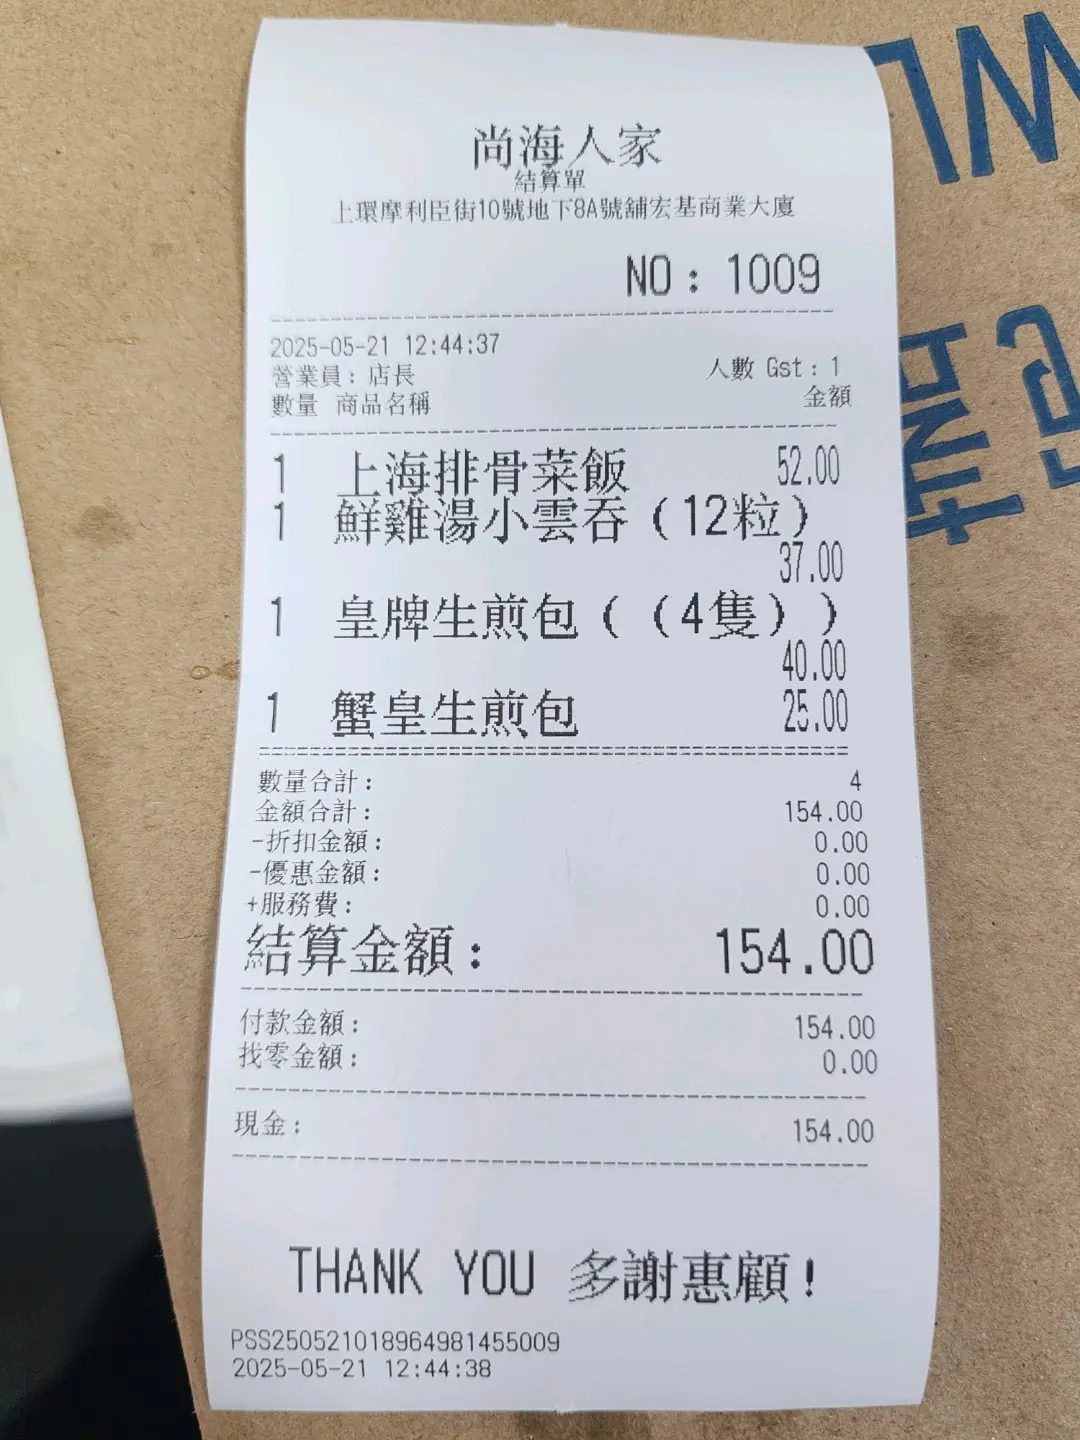 尚海人家
結算單
上環摩利臣街10號地下8A號舖宏基商業大廈
NO: 1009
2025-05-21 12:44:37
營業員: 店長 人數 Gst: 1
數量 商品名稱 金額
1 上海排骨菜飯 52.00
1 鮮雞湯小雲吞(12粒)
37.00
1 皇牌生煎包((4隻))
40.00
1 蟹皇生煎包 25.00
數量合計: 4
金額合計: 154.00
-折扣金額: 0.00
-優惠金額: 0.00
+服務費: 0.00
結算金額: 154.00
付款金額: 154.00
找零金額: 0.00
現金: 154.00
THANK YOU 多謝惠顧!
PSS250521018964981455009
2025-05-21 12:44:38